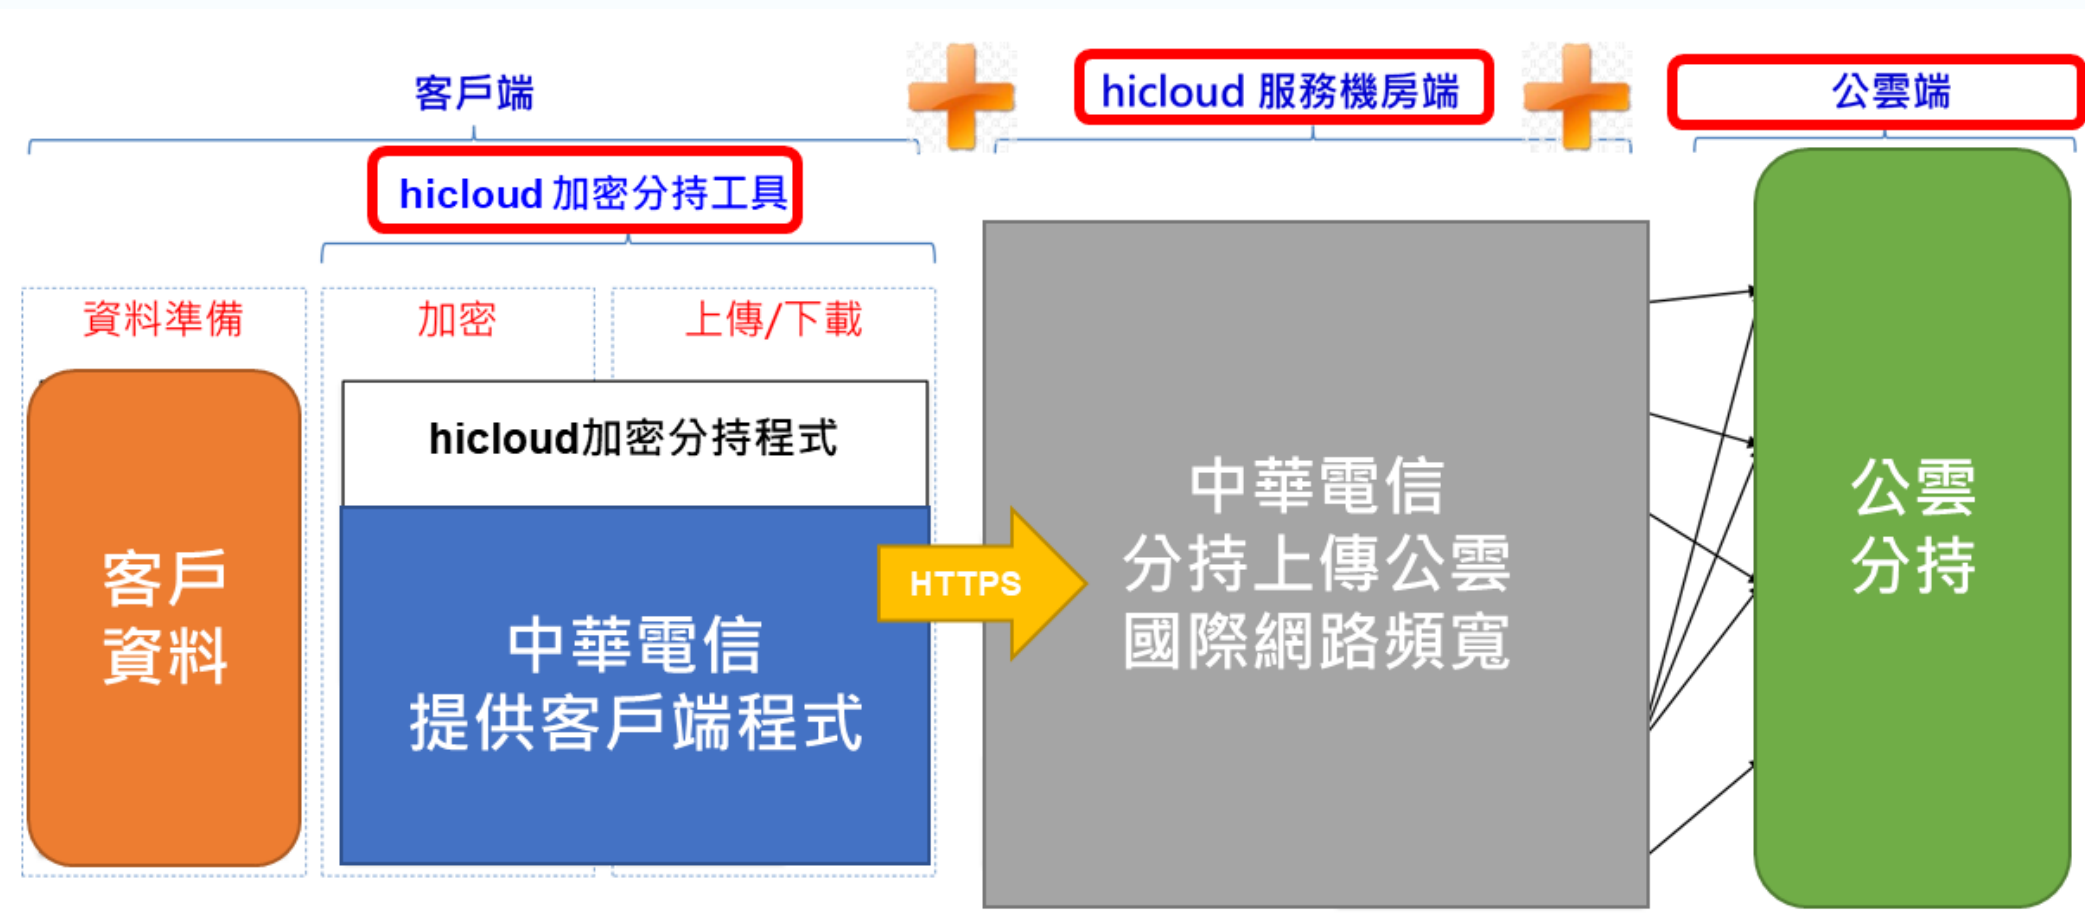 客戶端
hicloud 服務機房端
公雲端
hicloud 加密分持工具
資料準備
加密
上傳/下載
hicloud加密分持程式
客戶
資料
中華電信
提供客戶端程式
HTTPS
中華電信
分持上傳公雲
國際網路頻寬
公雲
分持